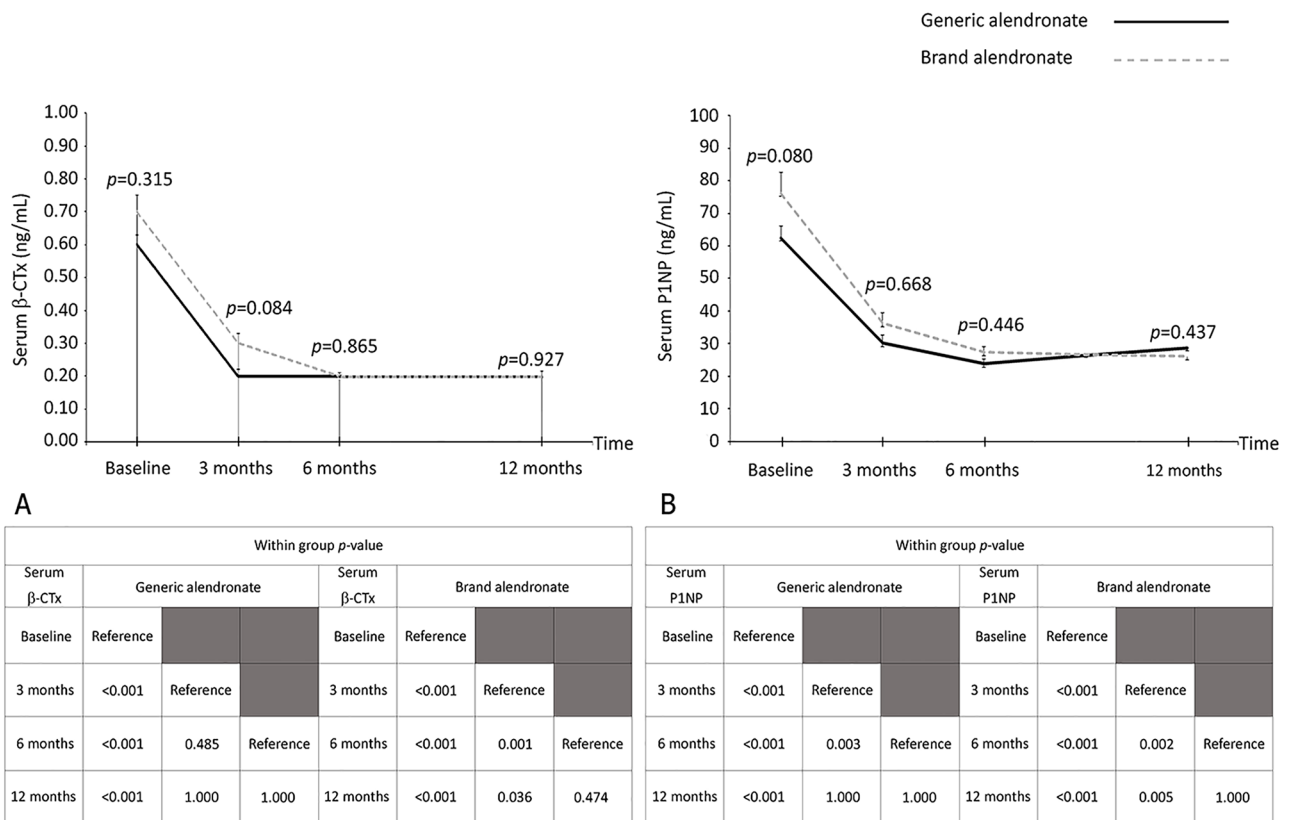 Generic alendronate
Brand alendronate
1.00
0.90
0.80
0.70
0.60
0.50
0.40
0.30
0.20
0.10
0.00
Serum β-CTx (ng/mL)
p=0.315
p=0.084
p=0.865
p=0.927
Time
Baseline 3 months 6 months 12 months
A
100
90
80
70
60
50
40
30
20
10
0
Serum P1NP (ng/mL)
p=0.080
p=0.668
p=0.446
p=0.437
Time
Baseline 3 months 6 months 12 months
B
Within group p-value
Serum β-CTx Generic alendronate Serum β-CTx Brand alendronate
Baseline Reference Baseline Reference
3 months <0.001 Reference 3 months <0.001 Reference
6 months <0.001 0.485 Reference 6 months <0.001 0.001 Reference
12 months <0.001 1.000 1.000 12 months <0.001 0.036 0.474
Within group p-value
Serum P1NP Generic alendronate Serum P1NP Brand alendronate
Baseline Reference Baseline Reference
3 months <0.001 Reference 3 months <0.001 Reference
6 months <0.001 0.003 Reference 6 months <0.001 0.002 Reference
12 months <0.001 1.000 1.000 12 months <0.001 0.005 1.000